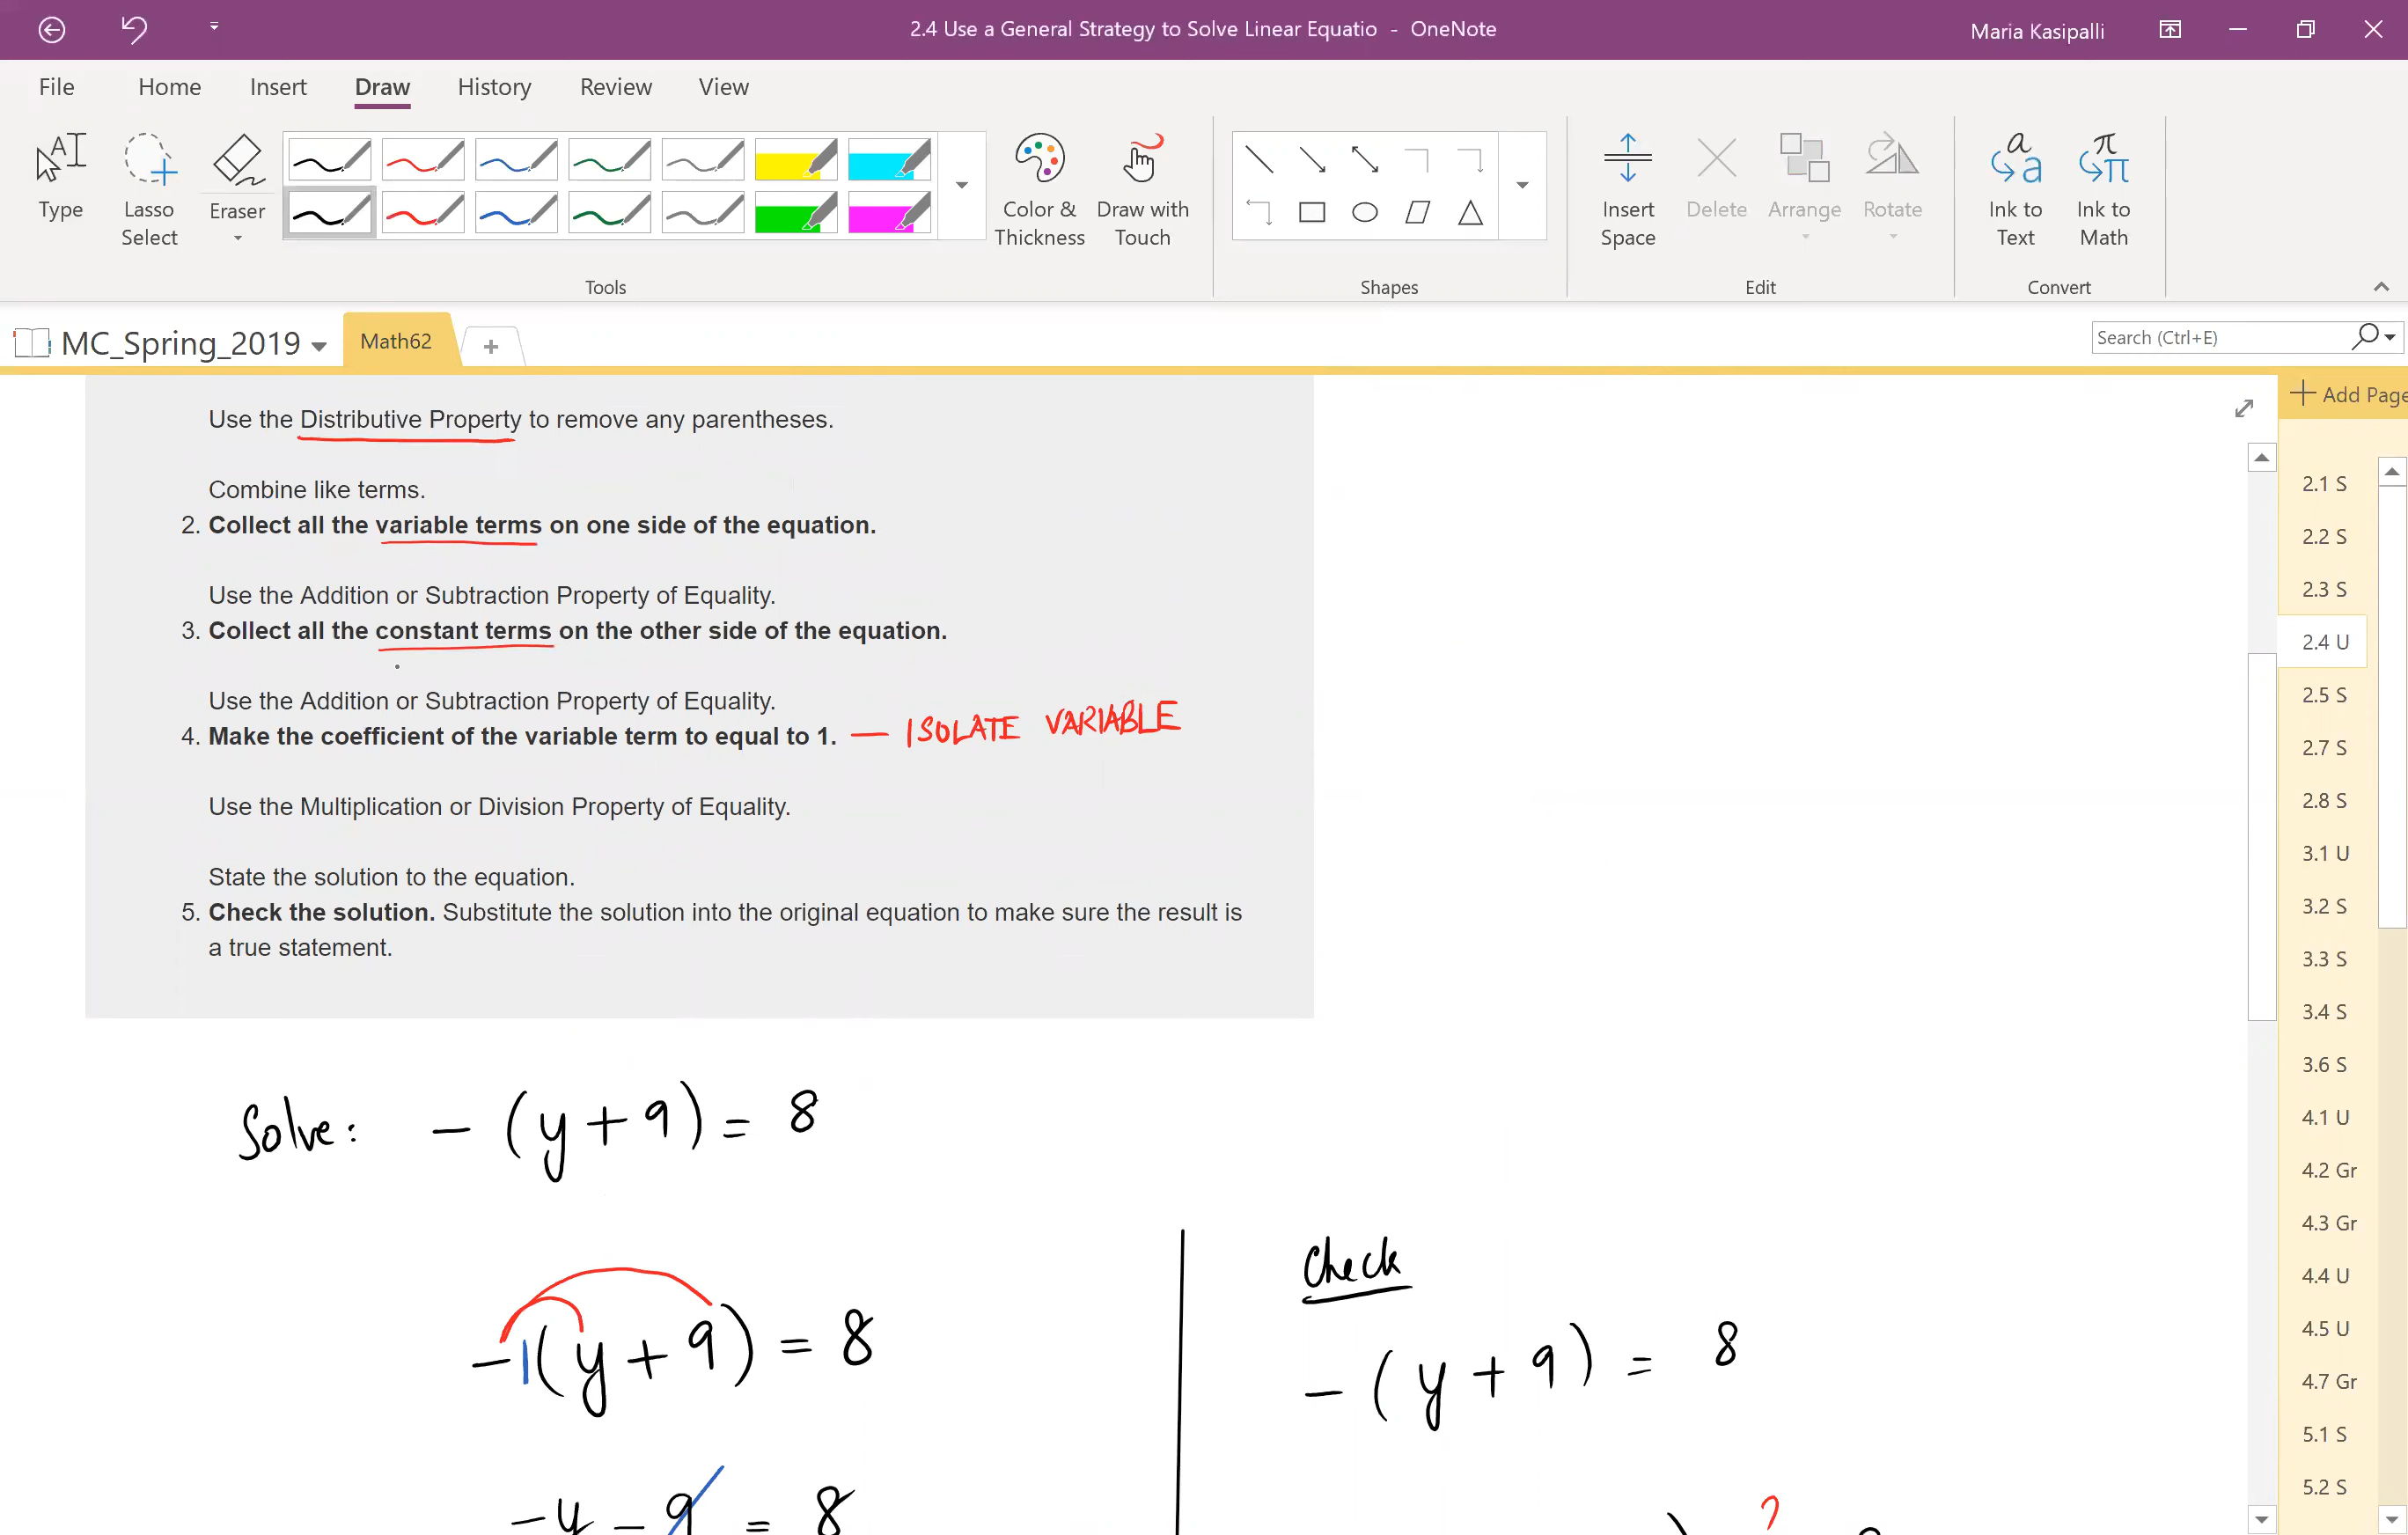 2.4 Use a General Strategy to Solve Linear Equatio - OneNote
Maria Kasipalli
File Home Insert Draw History Review View
Type
Lasso Select
Eraser
Color & Thickness
Draw with Touch
Insert Space
Delete
Arrange
Rotate
Ink to Text
Ink to Math
Tools
Shapes
Edit
Convert
MC_Spring_2019
Math62
Search (Ctrl+E)
Add Page
Use the Distributive Property to remove any parentheses.
Combine like terms.
2. Collect all the variable terms on one side of the equation.
Use the Addition or Subtraction Property of Equality.
3. Collect all the constant terms on the other side of the equation.
Use the Addition or Subtraction Property of Equality.
4. Make the coefficient of the variable term to equal to 1. — ISOLATE VARIABLE
Use the Multiplication or Division Property of Equality.
State the solution to the equation.
5. Check the solution. Substitute the solution into the original equation to make sure the result is
a true statement.
Solve: - (y + 9) = 8
-1(y + 9) = 8
-y - 9 = 8
Check
- (y + 9) = 8
?
2.1 S
2.2 S
2.3 S
2.4 U
2.5 S
2.7 S
2.8 S
3.1 U
3.2 S
3.3 S
3.4 S
3.6 S
4.1 U
4.2 Gr
4.3 Gr
4.4 U
4.5 U
4.7 Gr
5.1 S
5.2 S